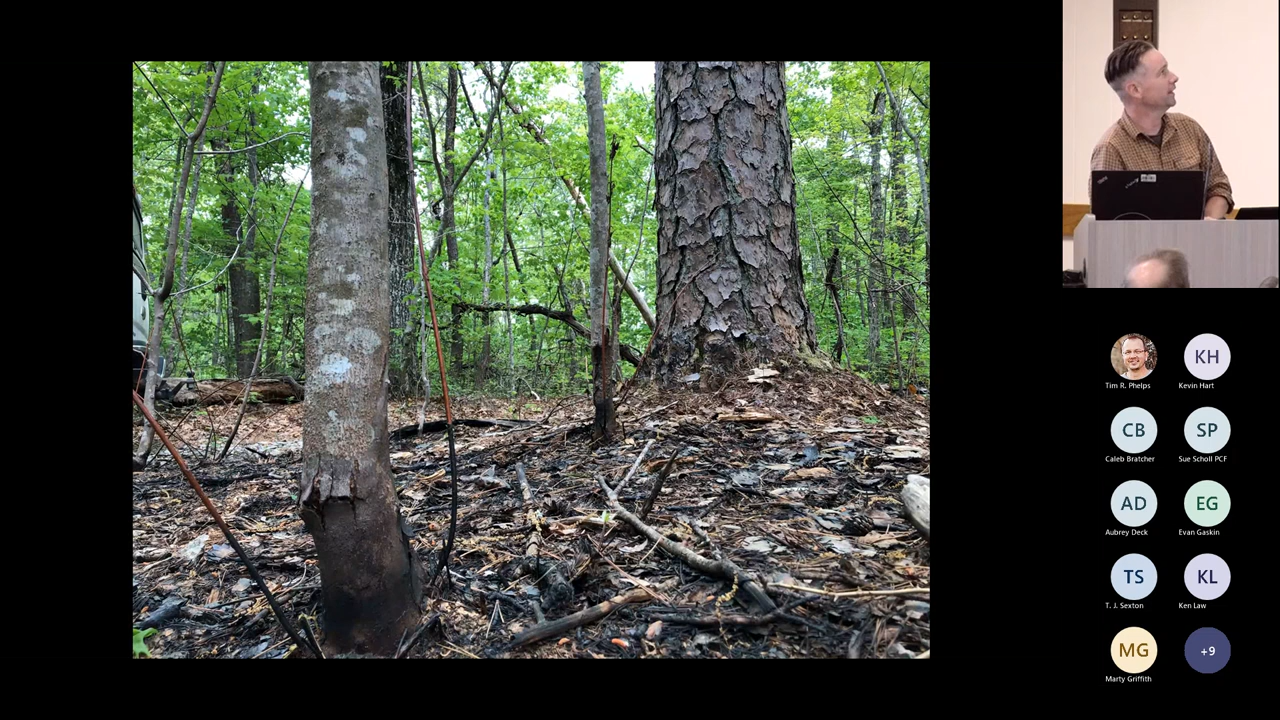 KH
Tim R. Phelps
Kevin Hart
CB
SP
Caleb Bratcher
Sue Scholl PCF
AD
EG
Aubrey Deck
Evan Gaskin
TS
KL
T. J. Sexton
Ken Law
MG
+9
Marty Griffith